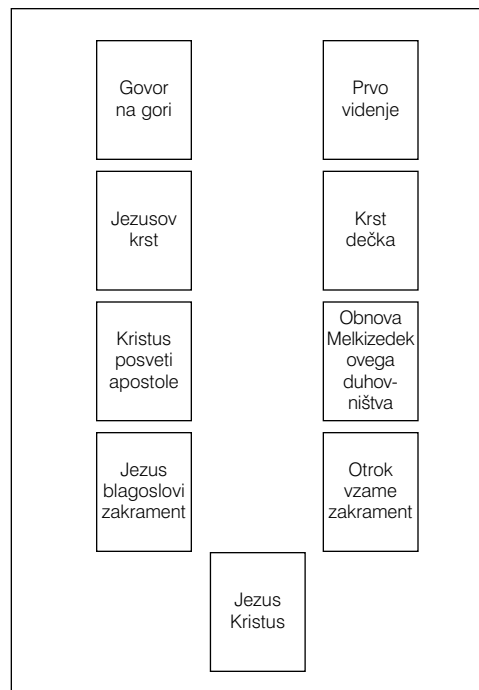 Govor
na gori
Prvo
videnje
Jezusov
krst
Krst
dečka
Kristus
posveti
apostole
Obnova
Melkizedek
ovega
duhov-
ništva
Jezus
blagoslovi
zakrament
Otrok
vzame
zakrament
Jezus
Kristus